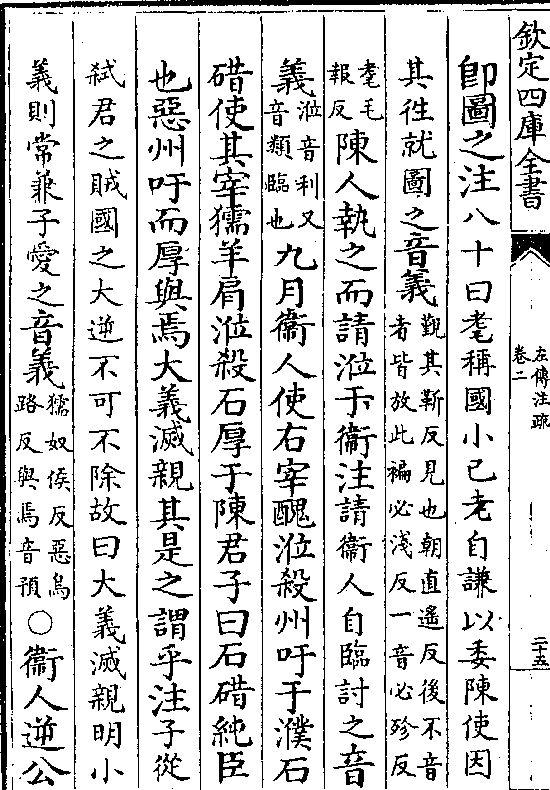 欽定四庫全書
左傳注疏
卷二
二十五
卽圖之注八十曰耄稱國小己老自謙以委陳使因
其徃就圖之音義覲其靳反見也朝直遥反後不音者皆放此褊必淺反一音必殄反
耄毛報反陳人執之而請涖于衞注請衞人自臨討之音
義涖音利又音類臨也九月衞人使右宰醜涖殺州吁于濮石
碏使其宰獳羊肩涖殺石厚于陳君子曰石碏純臣
也惡州吁而厚與焉大義滅親其是之謂乎注子從
弑君之賊國之大逆不可不除故曰大義滅親明小
義則常兼子愛之音義獳奴侯反惡烏路反與焉音預○衞人逆公